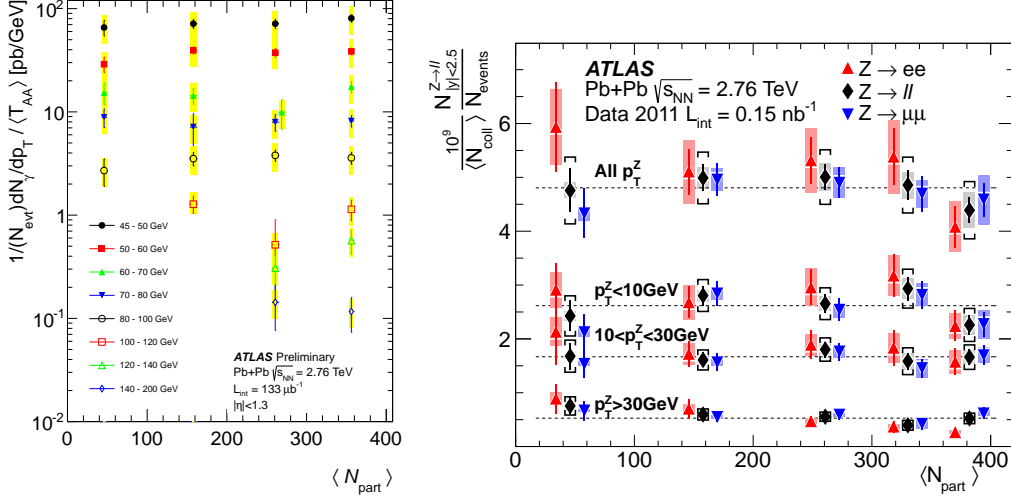 1/(N_evt)dN_γ/dp_T / ⟨T_AA⟩ [pb/GeV]
10²
10
1
10⁻¹
10⁻²
45 - 50 GeV
50 - 60 GeV
60 - 70 GeV
70 - 80 GeV
80 - 100 GeV
100 - 120 GeV
120 - 140 GeV
140 - 200 GeV
ATLAS Preliminary
Pb+Pb √s_NN = 2.76 TeV
L_int = 133 μb⁻¹
|η|<1.3
0 100 200 300 400
⟨ N_part ⟩
10⁹ / ⟨N_coll⟩ N^{Z→ll}_{|y|<2.5} / N_events
6
4
2
ATLAS
Pb+Pb √s_NN = 2.76 TeV
Data 2011 L_int = 0.15 nb⁻¹
Z → ee
Z → ll
Z → μμ
All p_T^Z
p_T^Z<10GeV
10<p_T^Z<30GeV
p_T^Z>30GeV
0 100 200 300 400
⟨N_part⟩